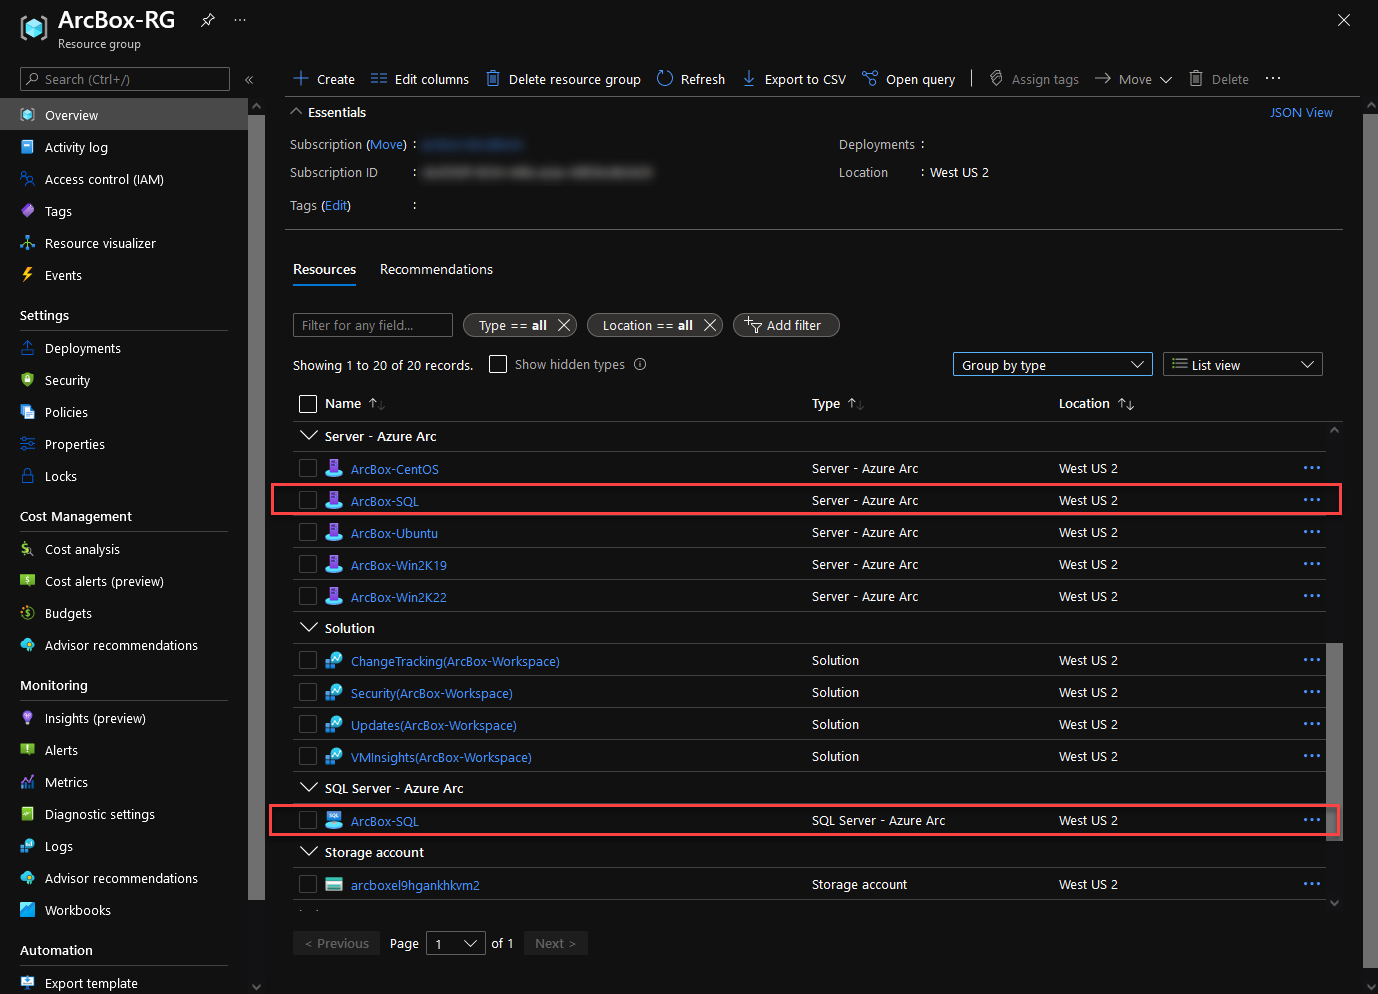 ArcBox-RG
Resource group
Search (Ctrl+/)
Overview
Activity log
Access control (IAM)
Tags
Resource visualizer
Events
Settings
Deployments
Security
Policies
Properties
Locks
Cost Management
Cost analysis
Cost alerts (preview)
Budgets
Advisor recommendations
Monitoring
Insights (preview)
Alerts
Metrics
Diagnostic settings
Logs
Advisor recommendations
Workbooks
Automation
Export template
Create Edit columns Delete resource group Refresh Export to CSV Open query Assign tags Move Delete
Essentials JSON View
Subscription (Move) : Deployments :
Subscription ID : Location : West US 2
Tags (Edit) :
Resources Recommendations
Filter for any field... Type == all Location == all Add filter
Showing 1 to 20 of 20 records. Show hidden types Group by type List view
Name Type Location
Server - Azure Arc
ArcBox-CentOS Server - Azure Arc West US 2
ArcBox-SQL Server - Azure Arc West US 2
ArcBox-Ubuntu Server - Azure Arc West US 2
ArcBox-Win2K19 Server - Azure Arc West US 2
ArcBox-Win2K22 Server - Azure Arc West US 2
Solution
ChangeTracking(ArcBox-Workspace) Solution West US 2
Security(ArcBox-Workspace) Solution West US 2
Updates(ArcBox-Workspace) Solution West US 2
VMInsights(ArcBox-Workspace) Solution West US 2
SQL Server - Azure Arc
ArcBox-SQL SQL Server - Azure Arc West US 2
Storage account
arcboxel9hgankhkvm2 Storage account West US 2
< Previous Page 1 of 1 Next >